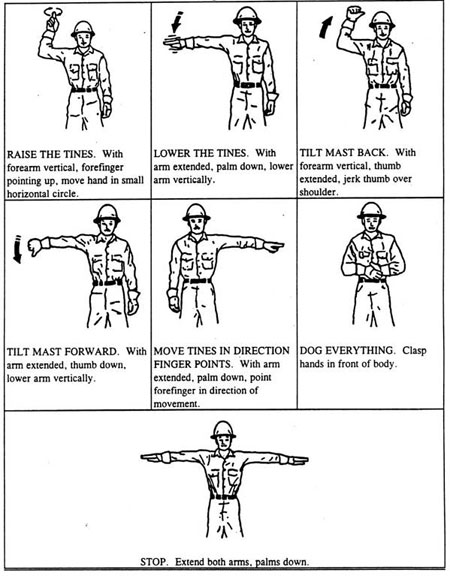 RAISE THE TINES. With
forearm vertical, forefinger
pointing up, move hand in small
horizontal circle.
LOWER THE TINES. With
arm extended, palm down, lower
arm vertically.
TILT MAST BACK. With
forearm vertical, thumb
extended, jerk thumb over
shoulder.
TILT MAST FORWARD. With
arm extended, thumb down,
lower arm vertically.
MOVE TINES IN DIRECTION
FINGER POINTS. With arm
extended, palm down, point
forefinger in direction of
movement.
DOG EVERYTHING. Clasp
hands in front of body.
STOP. Extend both arms, palms down.